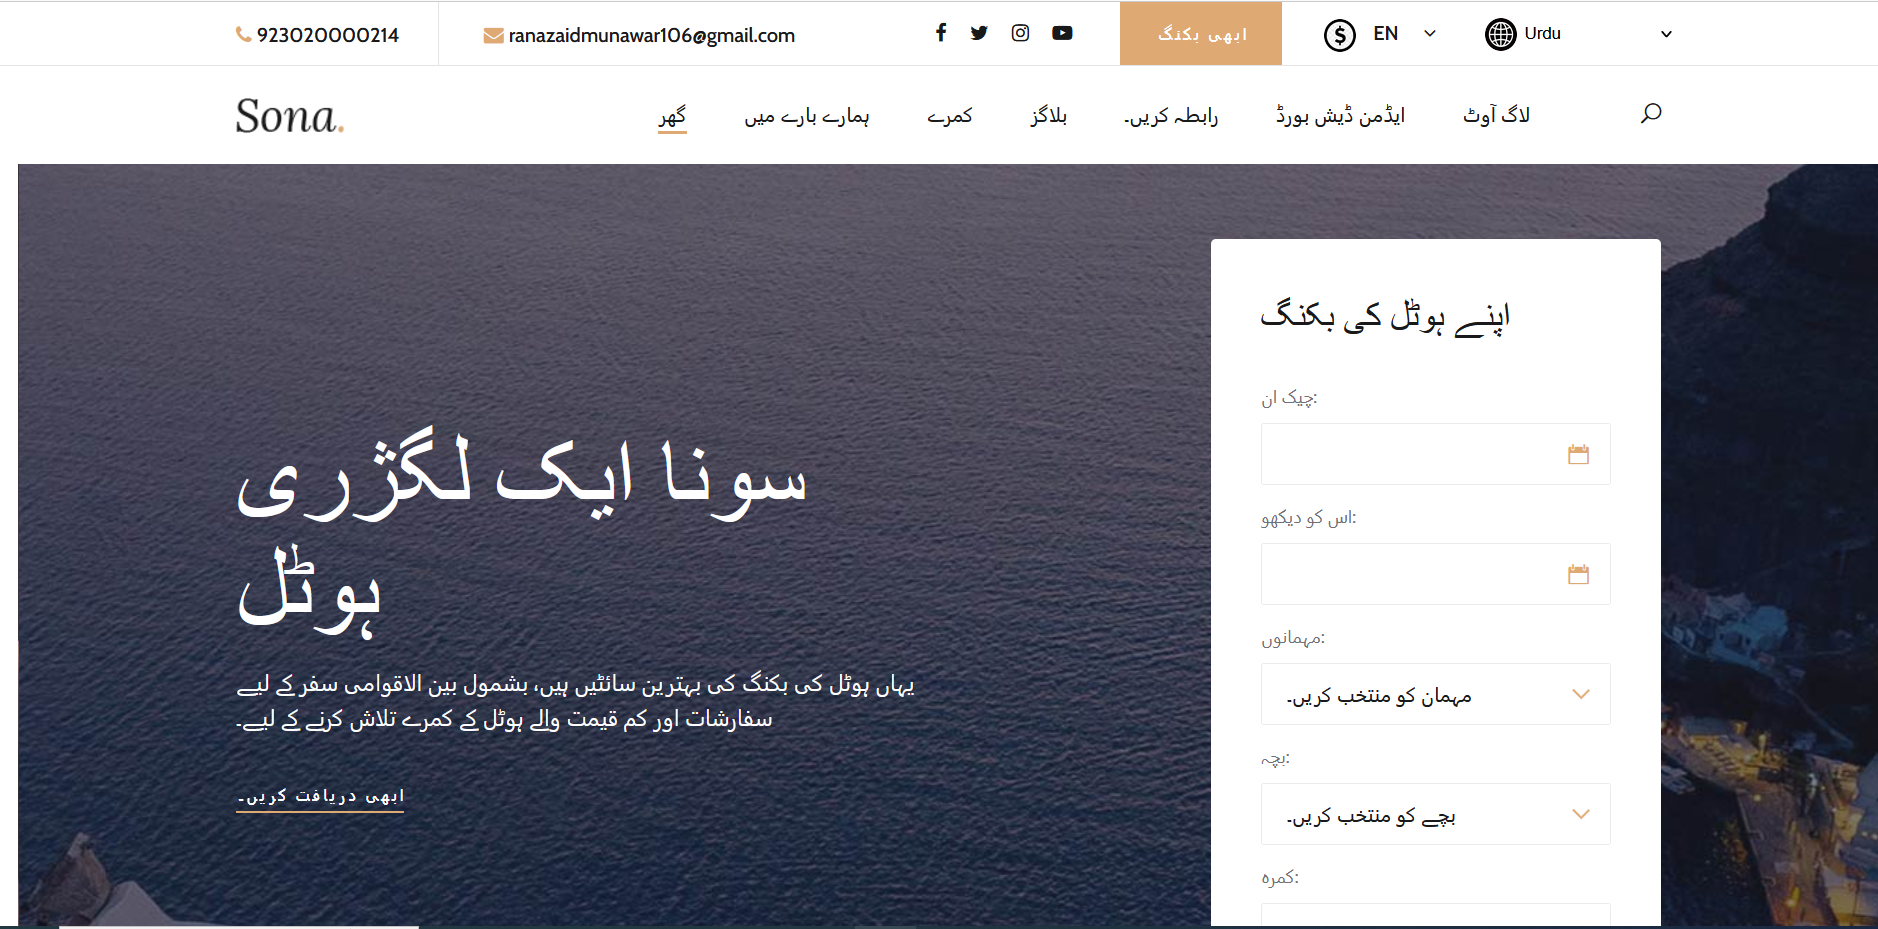 923020000214
ranazaidmunawar106@gmail.com
ابھی بکنگ
EN
Urdu
Sona.
گھر
ہمارے بارے میں
کمرے
بلاگز
رابطہ کریں۔
ایڈمن ڈیش بورڈ
لاگ آوٹ
سونا ایک لگژری
ہوٹل
یہاں ہوٹل کی بکنگ کی بہترین سائٹیں ہیں، بشمول بین الاقوامی سفر کے لیے
سفارشات اور کم قیمت والے ہوٹل کے کمرے تلاش کرنے کے لیے۔
ابھی دریافت کریں۔
اپنے ہوٹل کی بکنگ
چیک ان:
اس کو دیکھو:
مہمانوں:
مہمان کو منتخب کریں۔
بچہ:
بچے کو منتخب کریں۔
کمرہ: